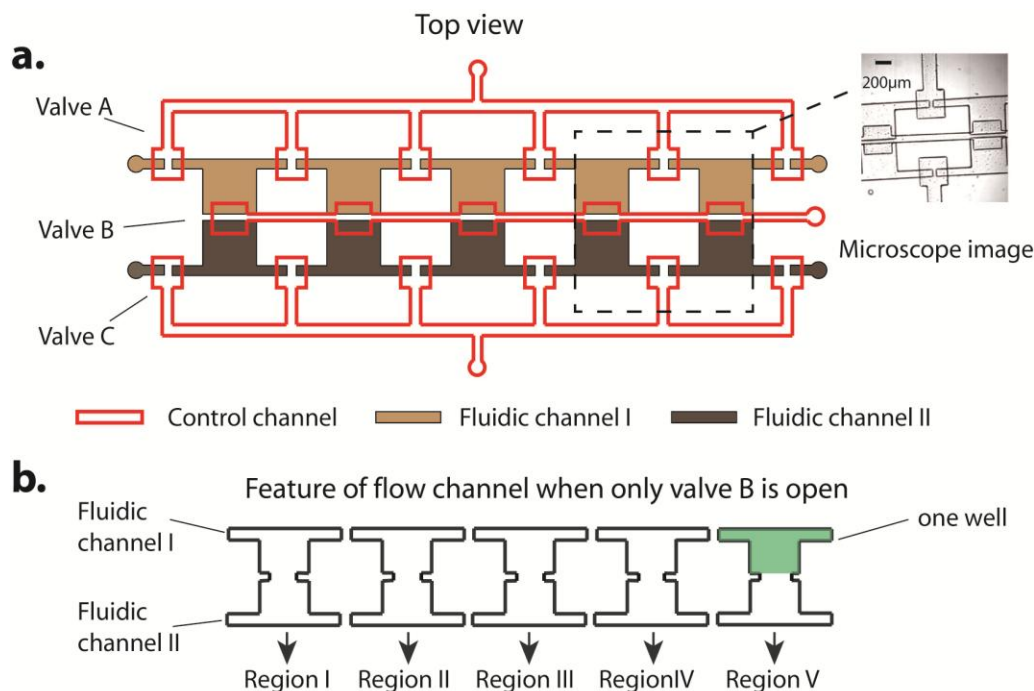 Top view
a.
Valve A
200µm
Valve B
Microscope image
Valve C
Control channel
Fluidic channel I
Fluidic channel II
b.
Feature of flow channel when only valve B is open
Fluidic
channel I
one well
Fluidic
channel II
Region I
Region II
Region III
RegionIV
Region V